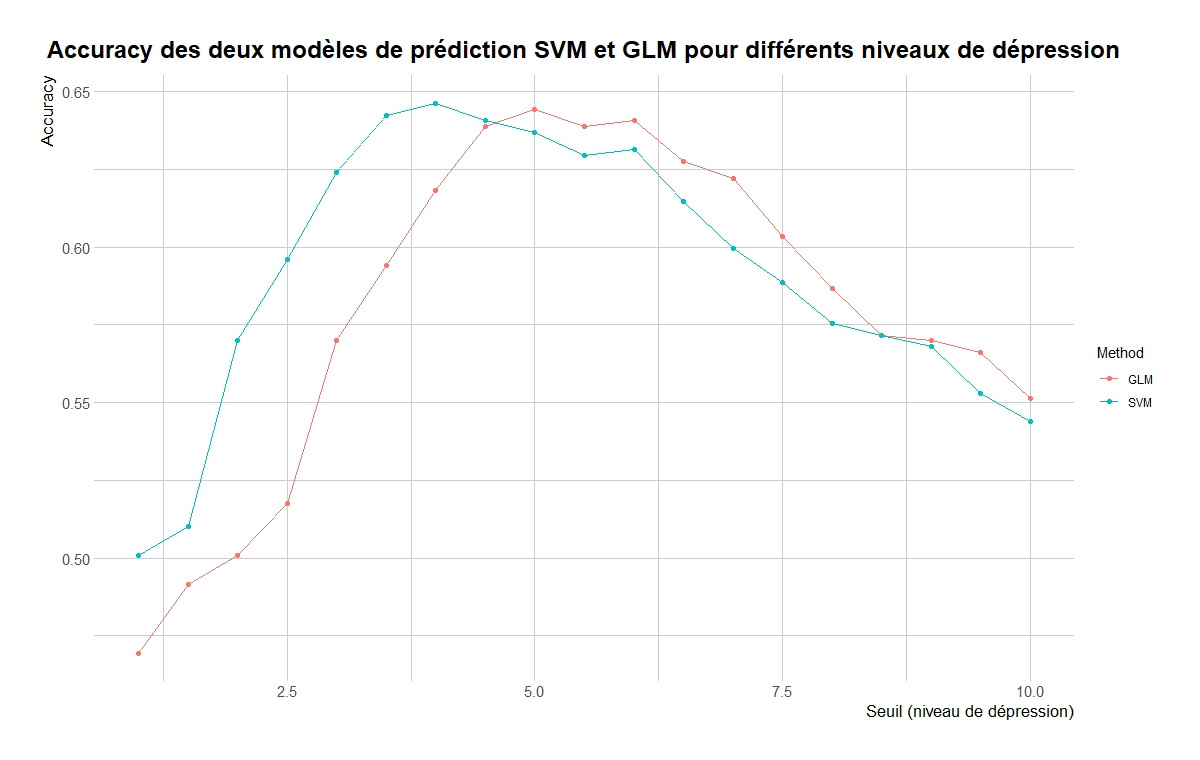 Accuracy des deux modèles de prédiction SVM et GLM pour différents niveaux de dépression
Accuracy
0.65
0.60
0.55
0.50
2.5
5.0
7.5
10.0
Seuil (niveau de dépression)
Method
GLM
SVM